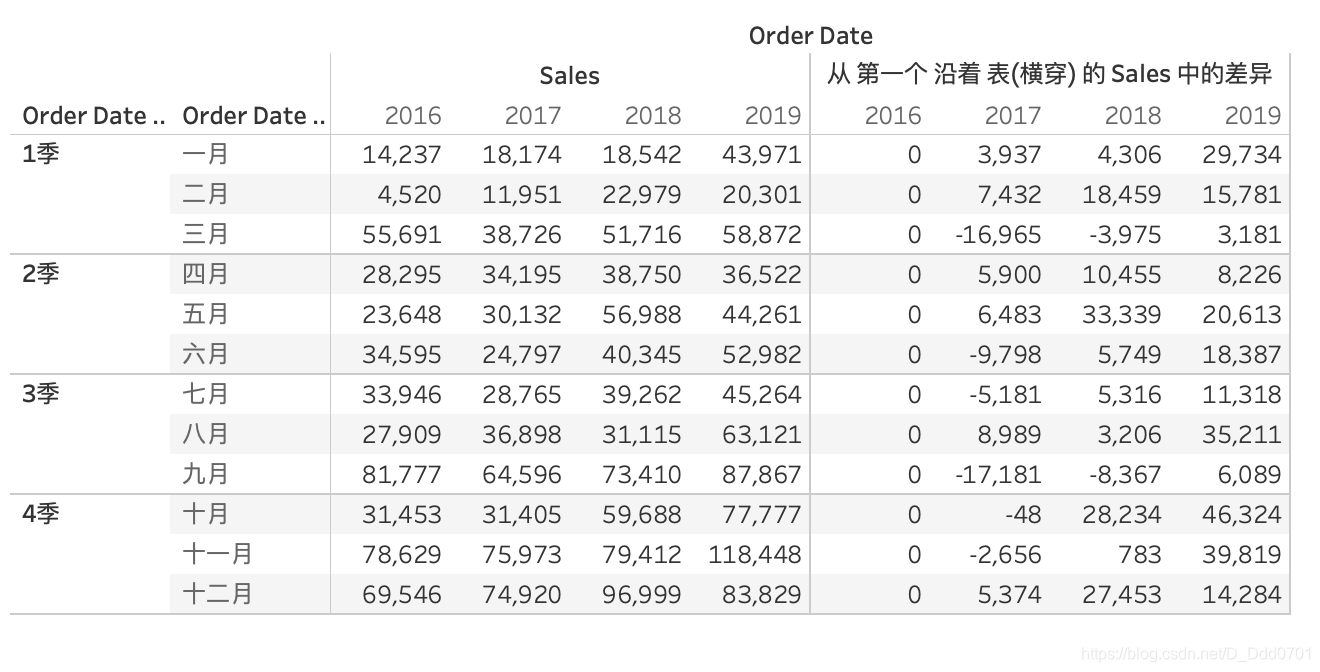 Order Date
Sales 从 第一个 沿着 表(横穿) 的 Sales 中的差异
Order Date .. Order Date .. 2016 2017 2018 2019 2016 2017 2018 2019
1季 一月 14,237 18,174 18,542 43,971 0 3,937 4,306 29,734
二月 4,520 11,951 22,979 20,301 0 7,432 18,459 15,781
三月 55,691 38,726 51,716 58,872 0 -16,965 -3,975 3,181
2季 四月 28,295 34,195 38,750 36,522 0 5,900 10,455 8,226
五月 23,648 30,132 56,988 44,261 0 6,483 33,339 20,613
六月 34,595 24,797 40,345 52,982 0 -9,798 5,749 18,387
3季 七月 33,946 28,765 39,262 45,264 0 -5,181 5,316 11,318
八月 27,909 36,898 31,115 63,121 0 8,989 3,206 35,211
九月 81,777 64,596 73,410 87,867 0 -17,181 -8,367 6,089
4季 十月 31,453 31,405 59,688 77,777 0 -48 28,234 46,324
十一月 78,629 75,973 79,412 118,448 0 -2,656 783 39,819
十二月 69,546 74,920 96,999 83,829 0 5,374 27,453 14,284
https://blog.csdn.net/D_Ddd0701